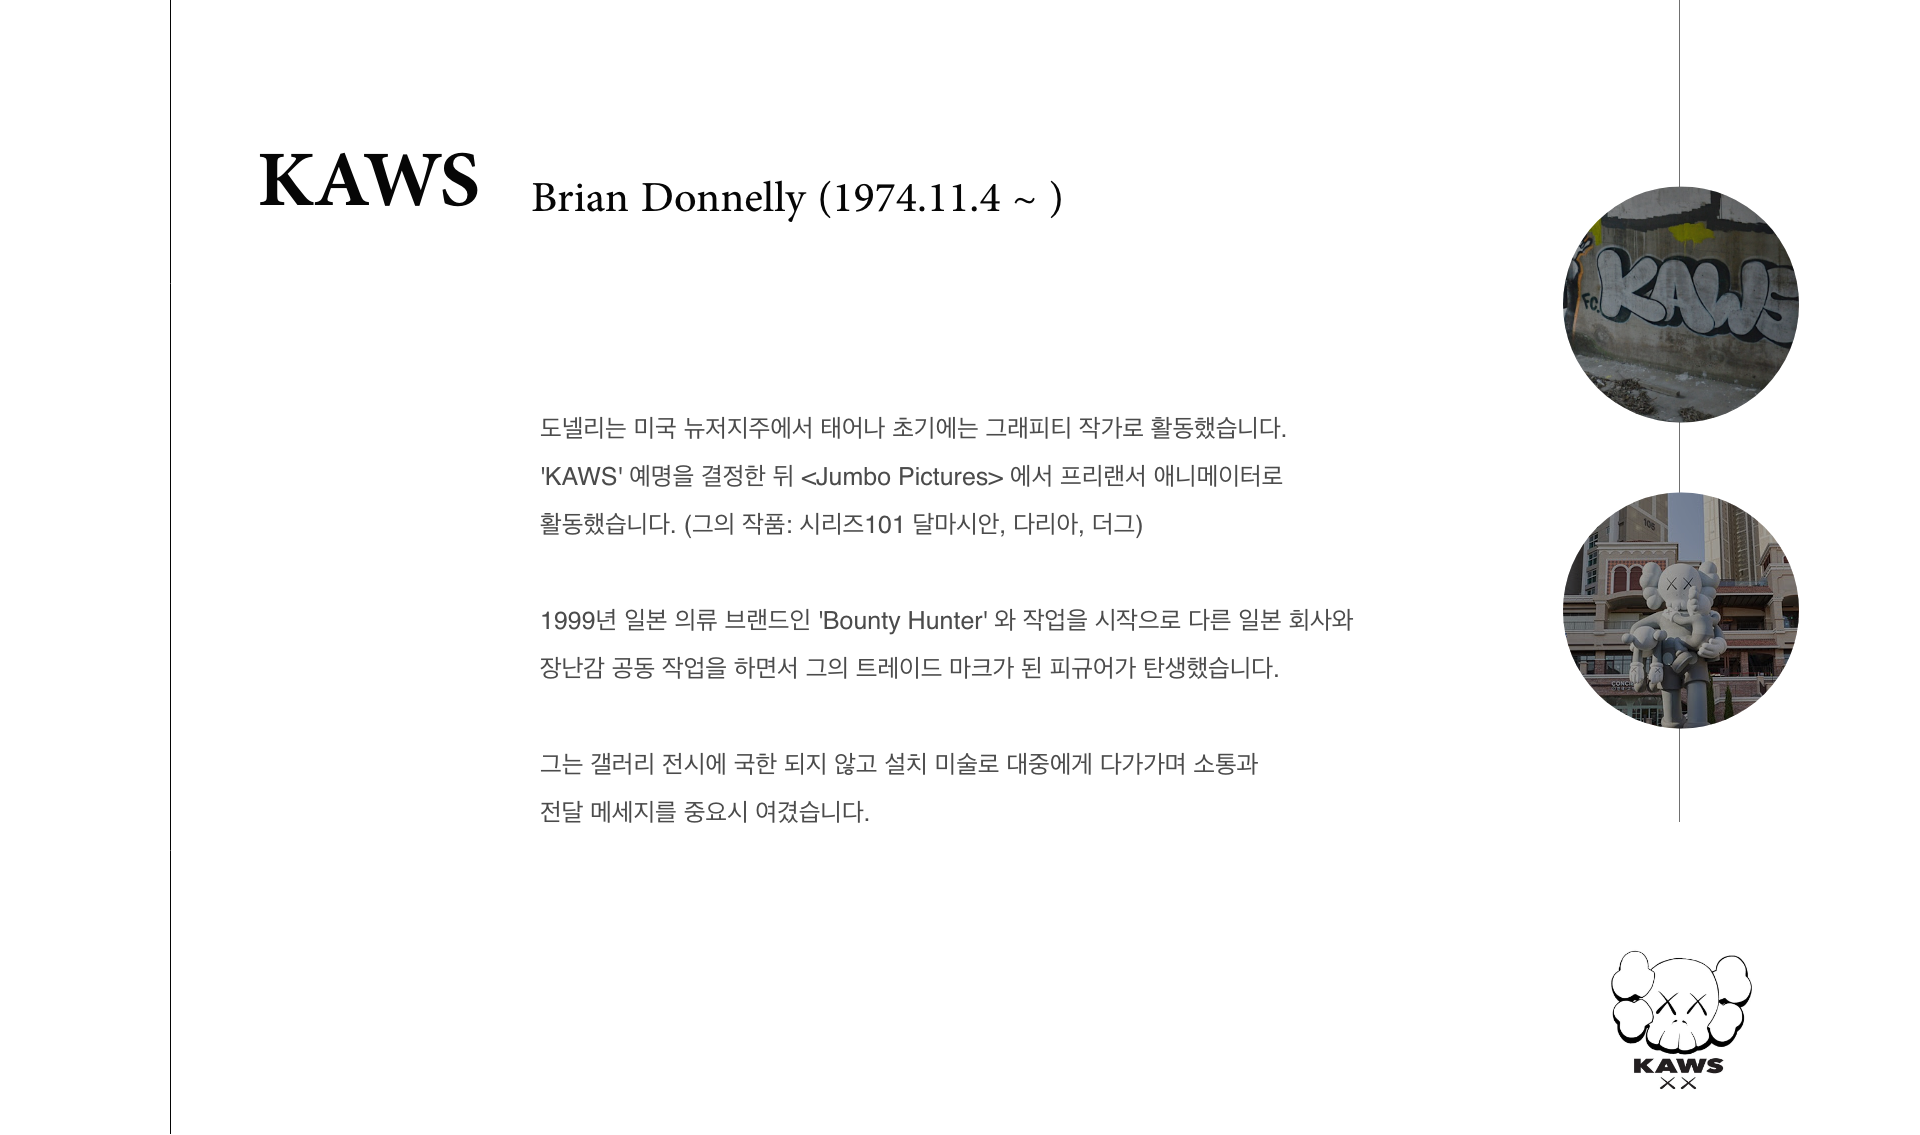 KAWS
Brian Donnelly (1974.11.4 ~ )
도넬리는 미국 뉴저지주에서 태어나 초기에는 그래피티 작가로 활동했습니다.
'KAWS' 예명을 결정한 뒤 <Jumbo Pictures> 에서 프리랜서 애니메이터로
활동했습니다. (그의 작품: 시리즈101 달마시안, 다리아, 더그)
1999년 일본 의류 브랜드인 'Bounty Hunter' 와 작업을 시작으로 다른 일본 회사와
장난감 공동 작업을 하면서 그의 트레이드 마크가 된 피규어가 탄생했습니다.
그는 갤러리 전시에 국한 되지 않고 설치 미술로 대중에게 다가가며 소통과
전달 메세지를 중요시 여겼습니다.
FC.
KAWS
108
KAWS
XX